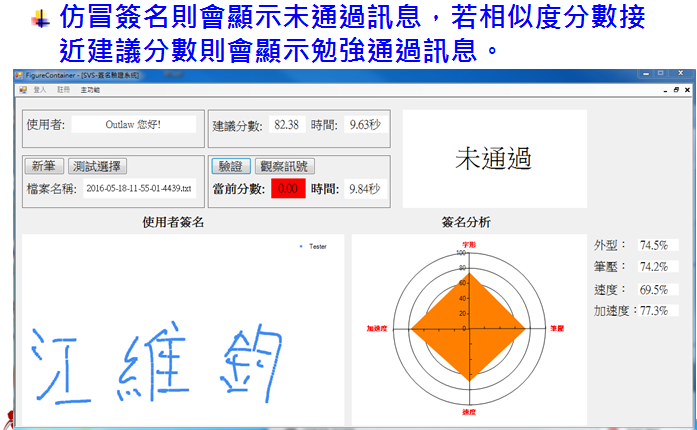 仿冒簽名則會顯示未通過訊息，若相似度分數接
近建議分數則會顯示勉強通過訊息。
FigureContainer - [SVS-簽名驗證系統]
登入 註冊 主功能
使用者: Outlaw 您好!
建議分數: 82.38 時間: 9.63秒
未通過
新筆 測試選擇
驗證 觀察訊號
檔案名稱: 2016-05-18-11-55-01-4439.txt
當前分數: 0.00 時間: 9.84秒
使用者簽名
簽名分析
Tester
字形
100
80
60
40
20
0
加速度
筆壓
速度
外型： 74.5%
筆壓： 74.2%
速度： 69.5%
加速度： 77.3%
江維鈞